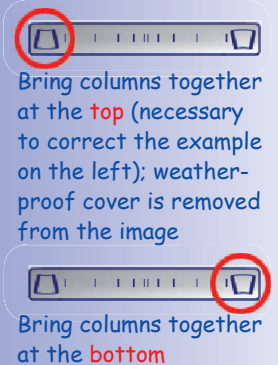 Bring columns together
at the top (necessary
to correct the example
on the left); weather-
proof cover is removed
from the image
Bring columns together
at the bottom